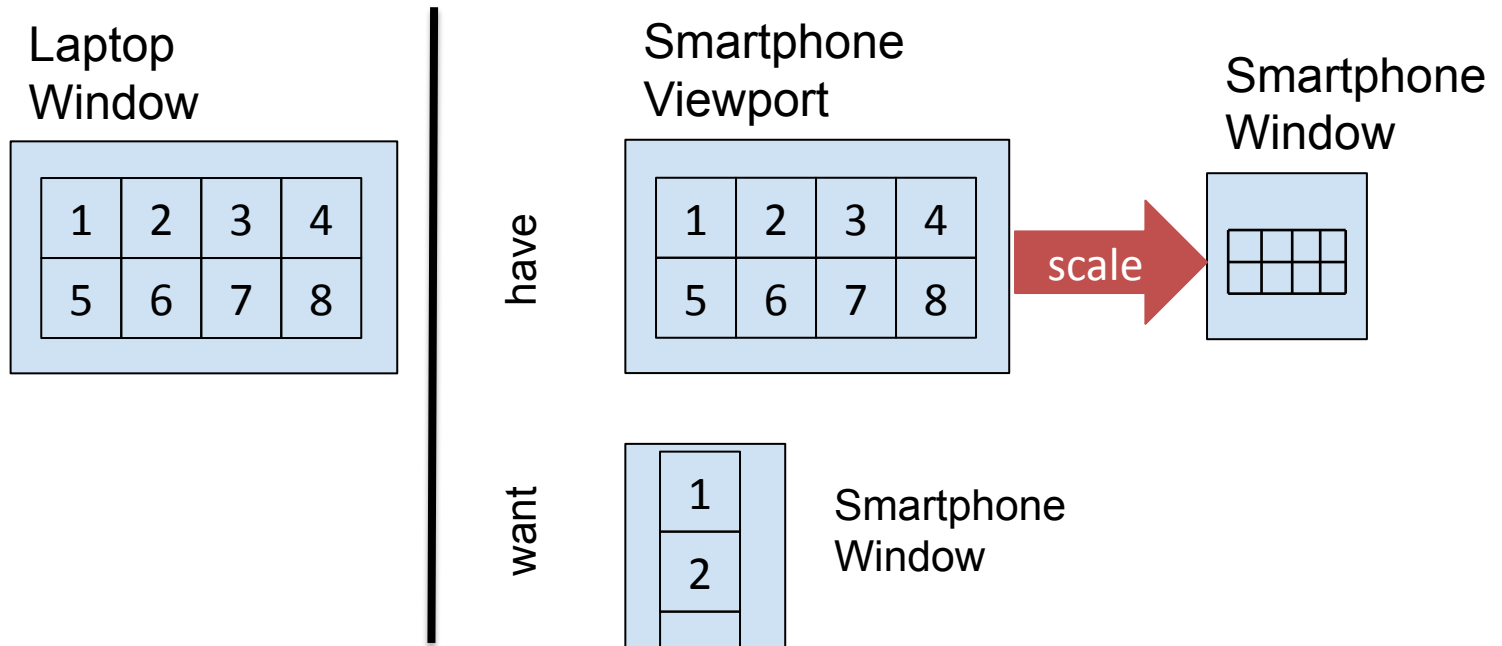 Laptop
Window
1 2 3 4
5 6 7 8
have
Smartphone
Viewport
1 2 3 4
5 6 7 8
scale
Smartphone
Window
want
1
2
Smartphone
Window